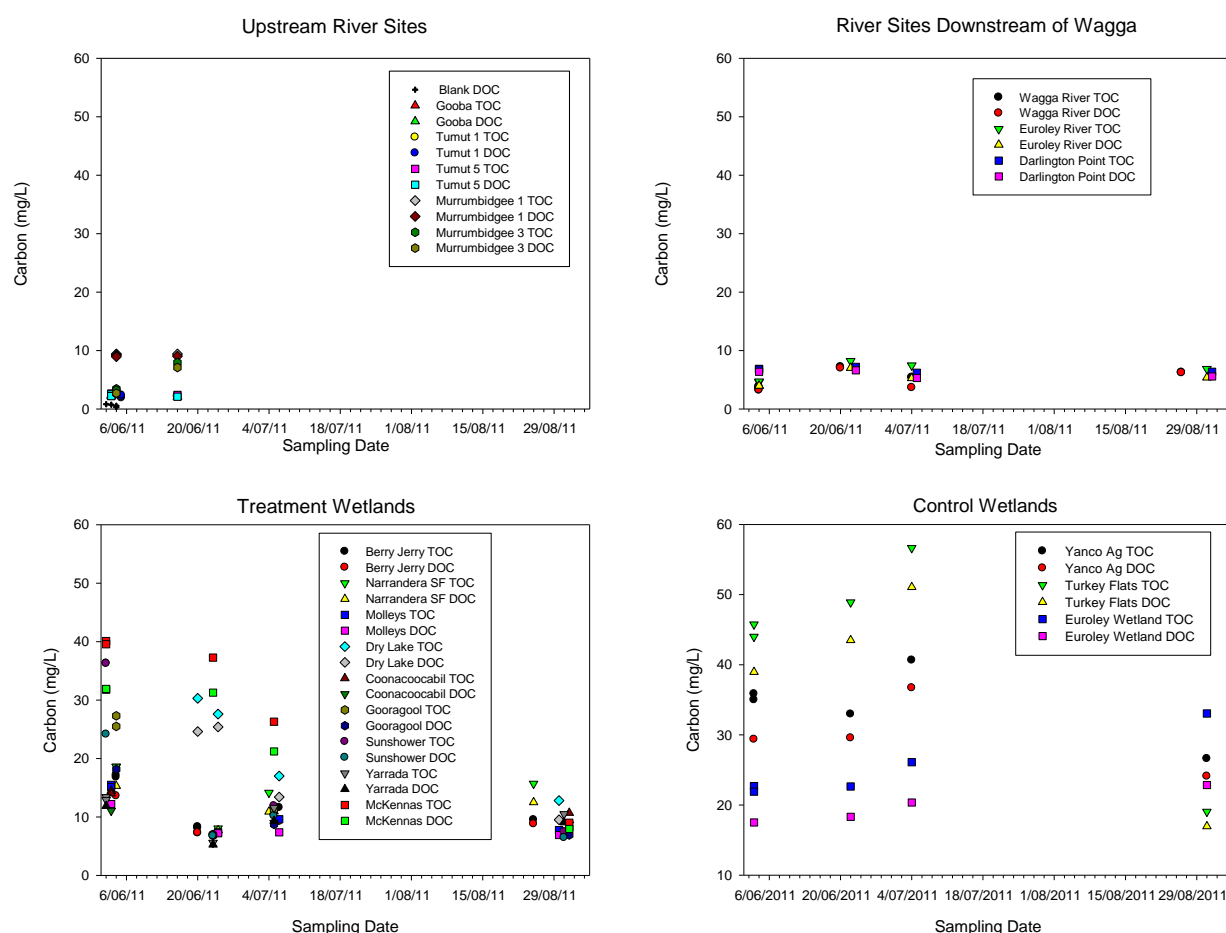 Upstream River Sites
60
50
40
30
20
10
0
Carbon (mg/L)
Blank DOC
Gooba TOC
Gooba DOC
Tumut 1 TOC
Tumut 1 DOC
Tumut 5 TOC
Tumut 5 DOC
Murrumbidgee 1 TOC
Murrumbidgee 1 DOC
Murrumbidgee 3 TOC
Murrumbidgee 3 DOC
6/06/11 20/06/11 4/07/11 18/07/11 1/08/11 15/08/11 29/08/11
Sampling Date
River Sites Downstream of Wagga
60
50
40
30
20
10
0
Carbon (mg/L)
Wagga River TOC
Wagga River DOC
Euroley River TOC
Euroley River DOC
Darlington Point TOC
Darlington Point DOC
6/06/11 20/06/11 4/07/11 18/07/11 1/08/11 15/08/11 29/08/11
Sampling Date
Treatment Wetlands
60
50
40
30
20
10
0
Carbon (mg/L)
Berry Jerry TOC
Berry Jerry DOC
Narrandera SF TOC
Narrandera SF DOC
Molleys TOC
Molleys DOC
Dry Lake TOC
Dry Lake DOC
Coonacoocabil TOC
Coonacoocabil DOC
Gooragool TOC
Gooragool DOC
Sunshower TOC
Sunshower DOC
Yarrada TOC
Yarrada DOC
McKennas TOC
McKennas DOC
6/06/11 20/06/11 4/07/11 18/07/11 1/08/11 15/08/11 29/08/11
Sampling Date
Control Wetlands
60
50
40
30
20
10
Carbon (mg/L)
Yanco Ag TOC
Yanco Ag DOC
Turkey Flats TOC
Turkey Flats DOC
Euroley Wetland TOC
Euroley Wetland DOC
6/06/2011 20/06/2011 4/07/2011 18/07/2011 1/08/2011 15/08/2011 29/08/2011
Sampling Date